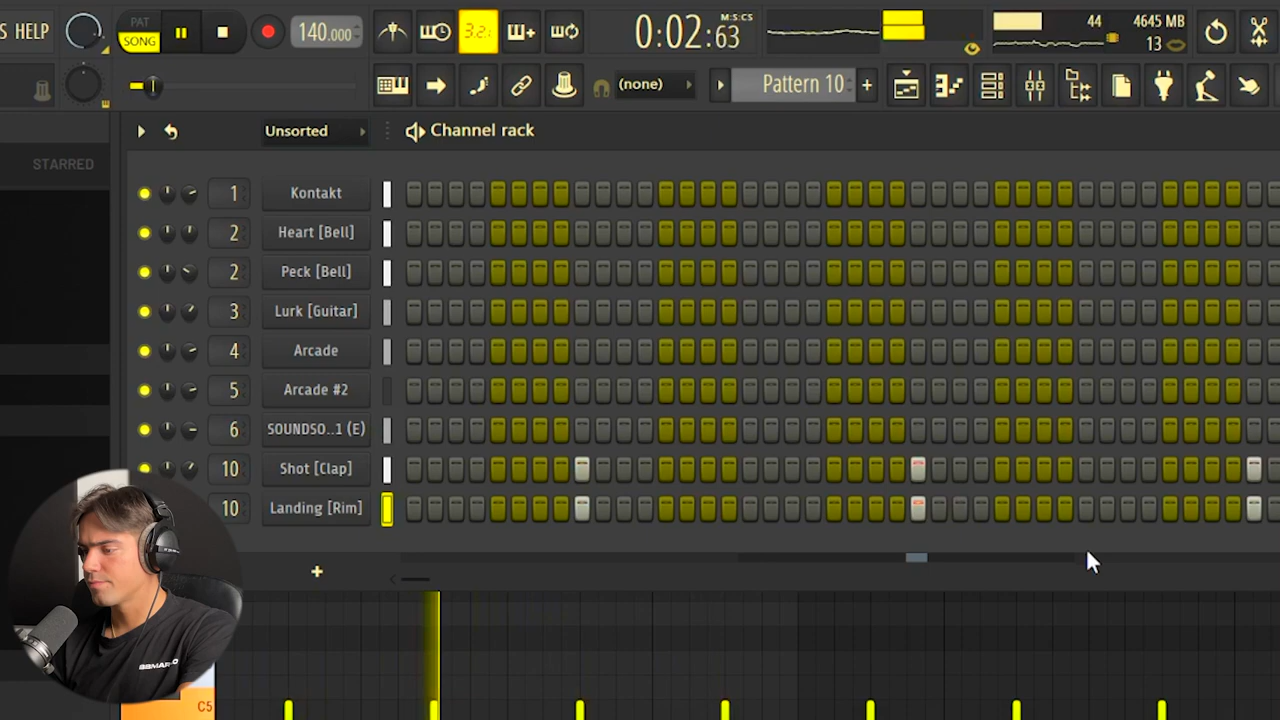 S HELP
PAT
SONG
140.000
3.2.
0:02:63
M:S:CS
44
4645 MB
13
(none)
Pattern 10
+
Unsorted
Channel rack
STARRED
1 Kontakt
2 Heart [Bell]
2 Peck [Bell]
3 Lurk [Guitar]
4 Arcade
5 Arcade #2
6 SOUNDSO..1 (E)
10 Shot [Clap]
10 Landing [Rim]
+
C5